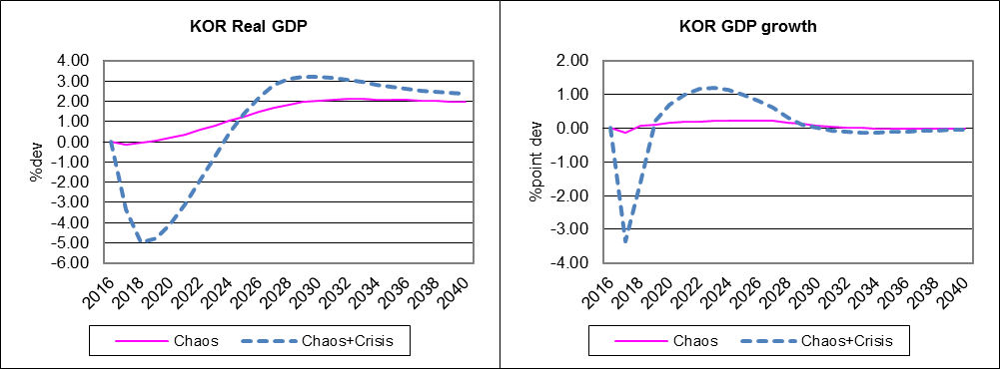 KOR Real GDP
4.00
3.00
2.00
1.00
0.00
-1.00
-2.00
-3.00
-4.00
-5.00
-6.00
%dev
2016 2018 2020 2022 2024 2026 2028 2030 2032 2034 2036 2038 2040
Chaos Chaos+Crisis
KOR GDP growth
2.00
1.00
0.00
-1.00
-2.00
-3.00
-4.00
%point dev
2016 2018 2020 2022 2024 2026 2028 2030 2032 2034 2036 2038 2040
Chaos Chaos+Crisis